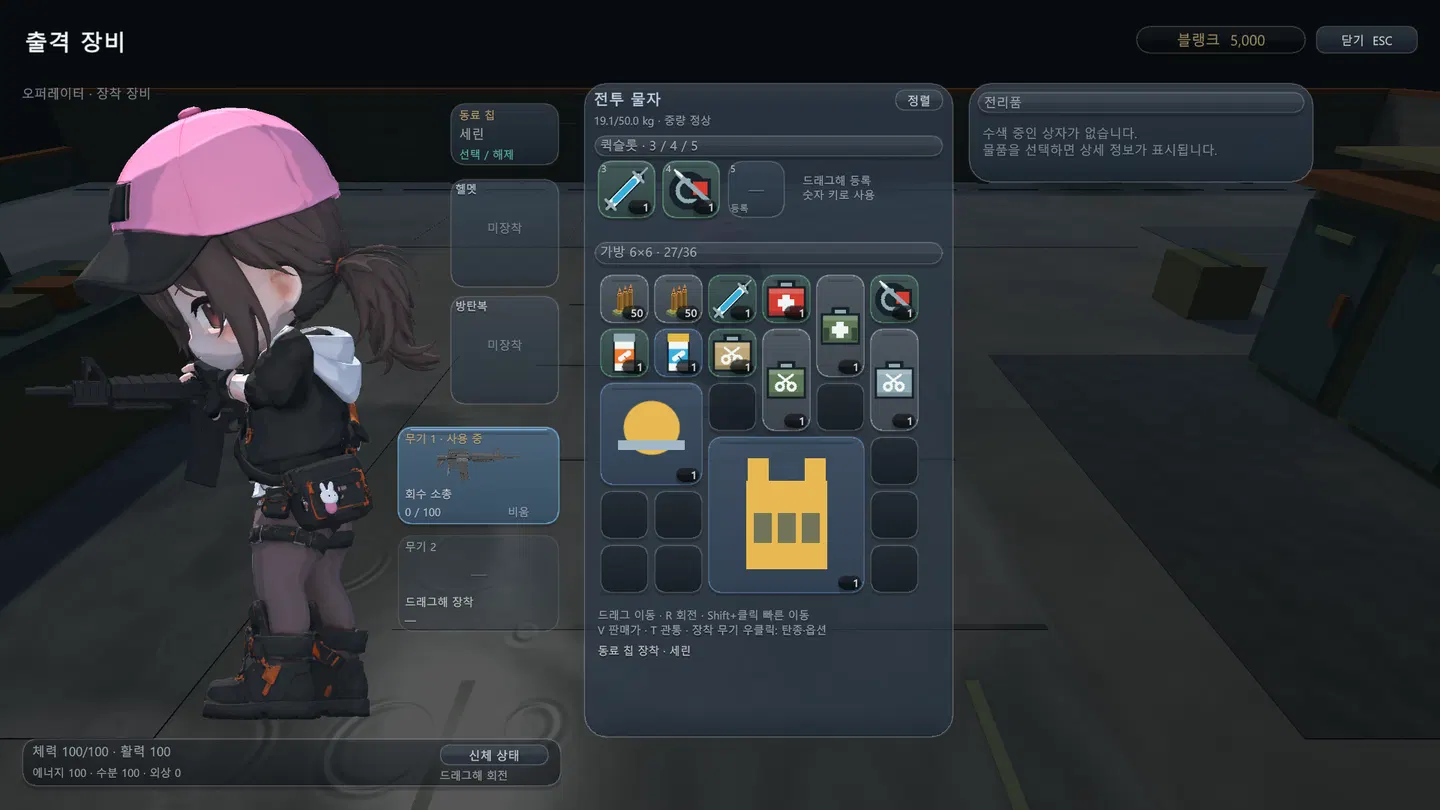 출격 장비
블랭크 5,000
닫기 ESC
오퍼레이터 · 장착 장비
동료 칩
세린
선택 / 해제
헬멧
미장착
방탄복
미장착
무기 1 · 사용 중
회수 소총
0 / 100 비움
무기 2
—
드래그해 장착
—
체력 100/100 · 활력 100
에너지 100 · 수분 100 · 외상 0
신체 상태
드래그해 회전
전투 물자
정렬
19.1/50.0 kg · 중량 정상
퀵슬롯 · 3 / 4 / 5
3
1
4
1
5
—
등록
드래그해 등록
숫자 키로 사용
가방 6×6 · 27/36
50
50
1
1
1
1
1
1
1
1
1
1
1
드래그 이동 · R 회전 · Shift+클릭 빠른 이동
V 판매가 · T 관통 · 장착 무기 우클릭: 탄종·옵션
동료 칩 장착 · 세린
전리품
수색 중인 상자가 없습니다.
물품을 선택하면 상세 정보가 표시됩니다.